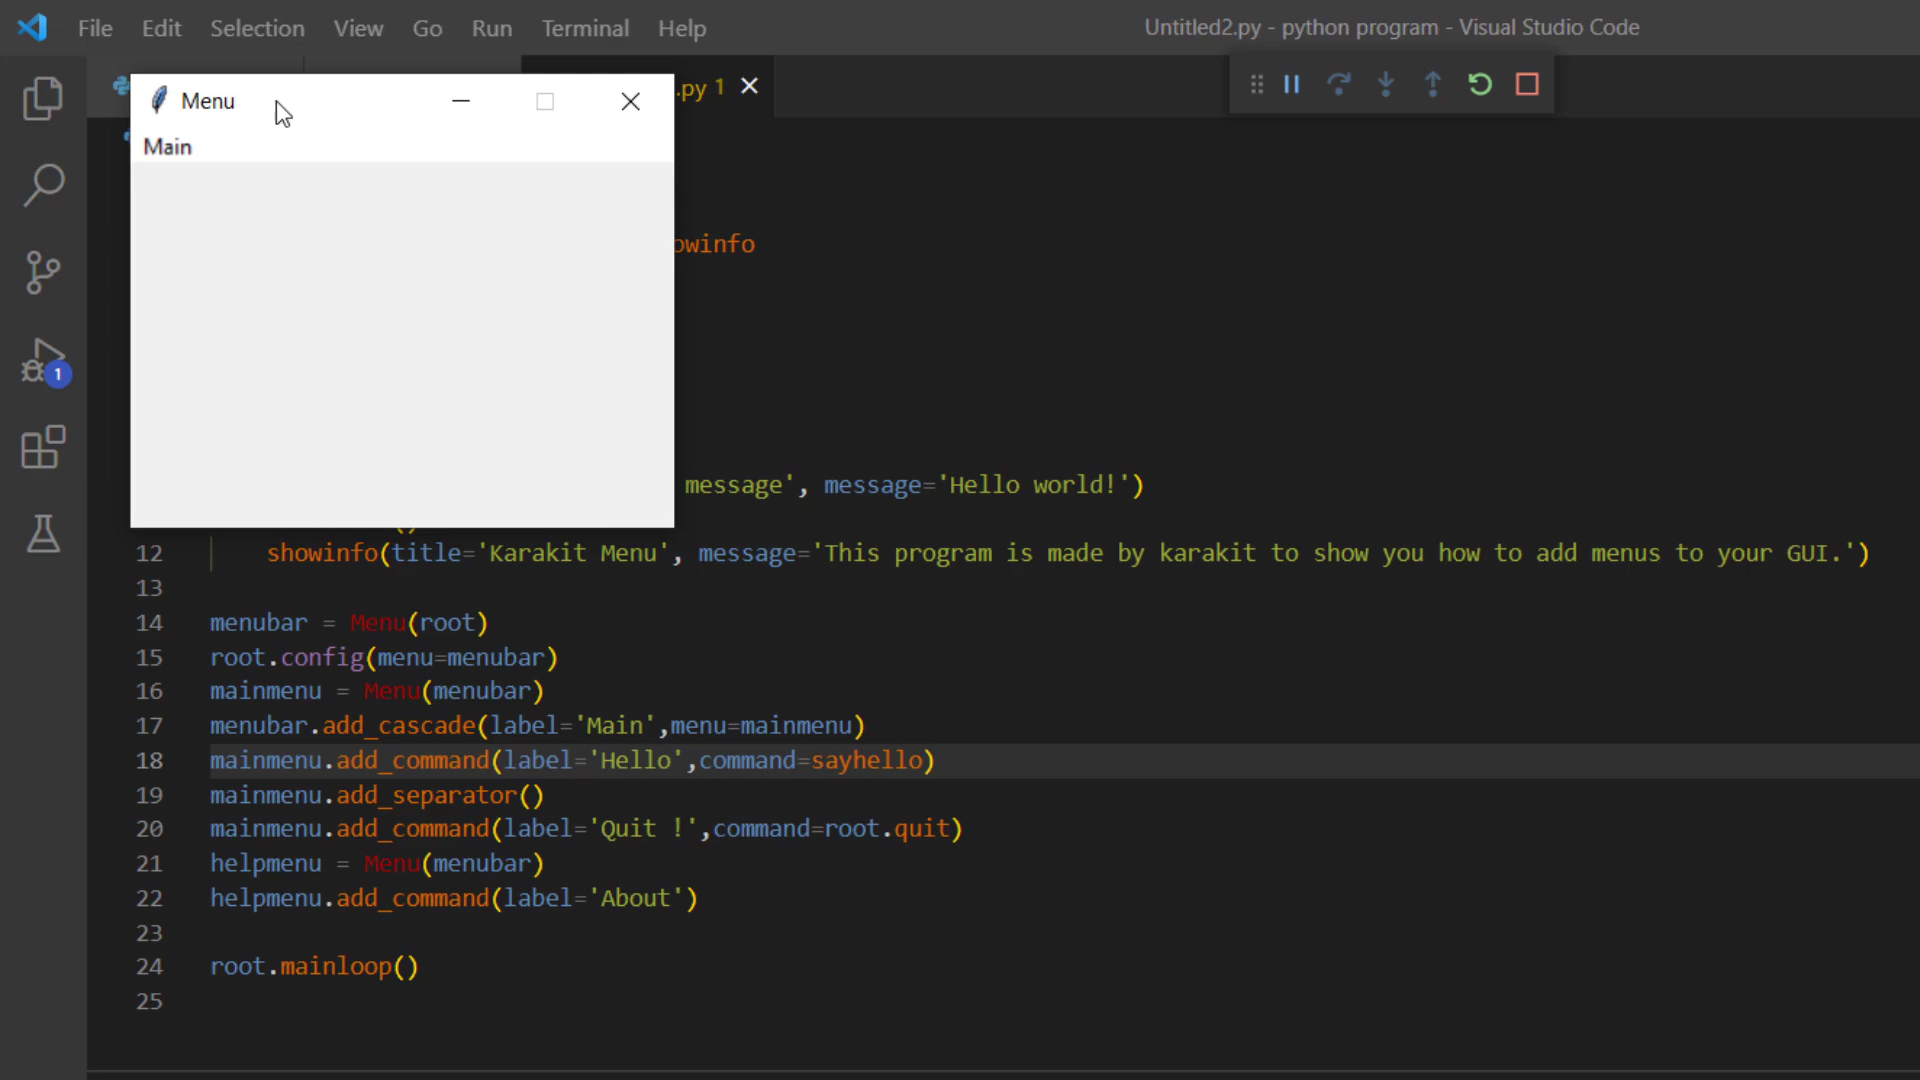 File Edit Selection View Go Run Terminal Help
Untitled2.py - python program - Visual Studio Code
.py 1
Menu
Main
owinfo
message', message='Hello world!')
12 showinfo(title='Karakit Menu', message='This program is made by karakit to show you how to add menus to your GUI.')
13
14 menubar = Menu(root)
15 root.config(menu=menubar)
16 mainmenu = Menu(menubar)
17 menubar.add_cascade(label='Main',menu=mainmenu)
18 mainmenu.add_command(label='Hello',command=sayhello)
19 mainmenu.add_separator()
20 mainmenu.add_command(label='Quit !',command=root.quit)
21 helpmenu = Menu(menubar)
22 helpmenu.add_command(label='About')
23
24 root.mainloop()
25
1